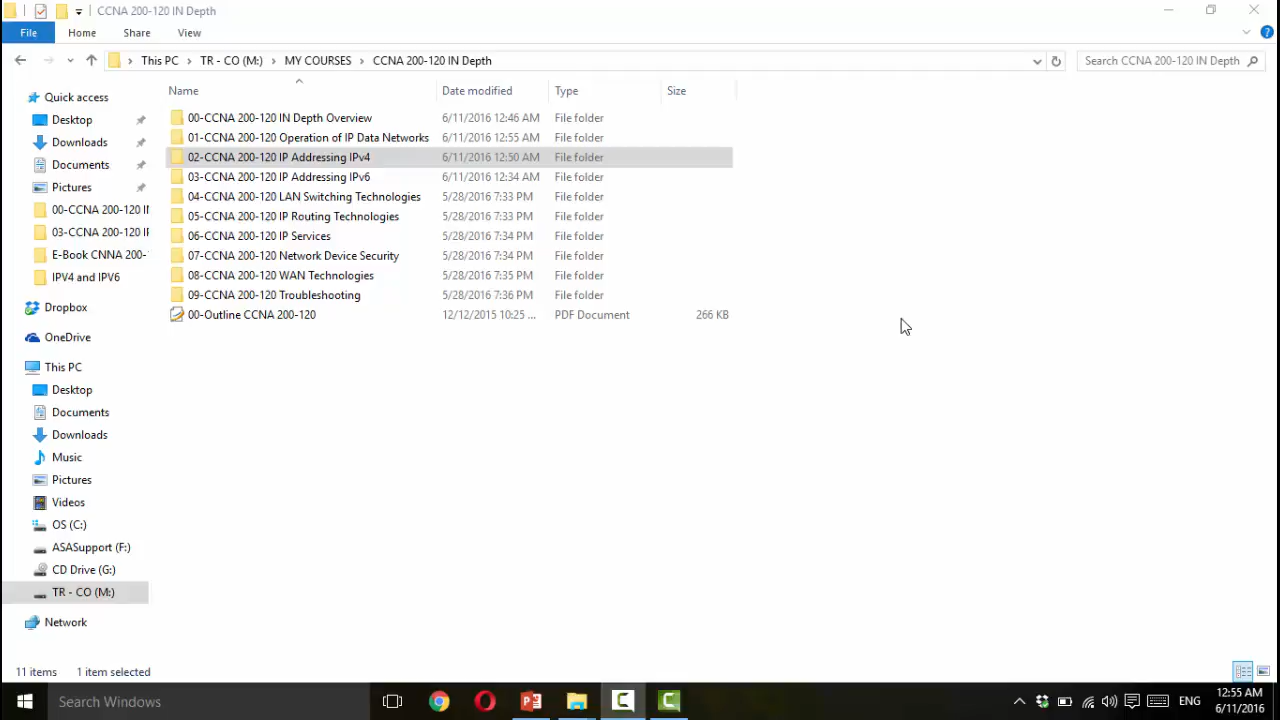 CCNA 200-120 IN Depth
File Home Share View
This PC TR - CO (M:) MY COURSES CCNA 200-120 IN Depth
Search CCNA 200-120 IN Depth
Name Date modified Type Size
Quick access
Desktop
Downloads
Documents
Pictures
00-CCNA 200-120 IN
03-CCNA 200-120 IP
E-Book CNNA 200-
IPV4 and IPV6
Dropbox
OneDrive
This PC
Desktop
Documents
Downloads
Music
Pictures
Videos
OS (C:)
ASASupport (F:)
CD Drive (G:)
TR - CO (M:)
Network
00-CCNA 200-120 IN Depth Overview 6/11/2016 12:46 AM File folder
01-CCNA 200-120 Operation of IP Data Networks 6/11/2016 12:55 AM File folder
02-CCNA 200-120 IP Addressing IPv4 6/11/2016 12:50 AM File folder
03-CCNA 200-120 IP Addressing IPv6 6/11/2016 12:34 AM File folder
04-CCNA 200-120 LAN Switching Technologies 5/28/2016 7:33 PM File folder
05-CCNA 200-120 IP Routing Technologies 5/28/2016 7:33 PM File folder
06-CCNA 200-120 IP Services 5/28/2016 7:34 PM File folder
07-CCNA 200-120 Network Device Security 5/28/2016 7:34 PM File folder
08-CCNA 200-120 WAN Technologies 5/28/2016 7:35 PM File folder
09-CCNA 200-120 Troubleshooting 5/28/2016 7:36 PM File folder
00-Outline CCNA 200-120 12/12/2015 10:25 ... PDF Document 266 KB
11 items 1 item selected
Search Windows
ENG
12:55 AM
6/11/2016